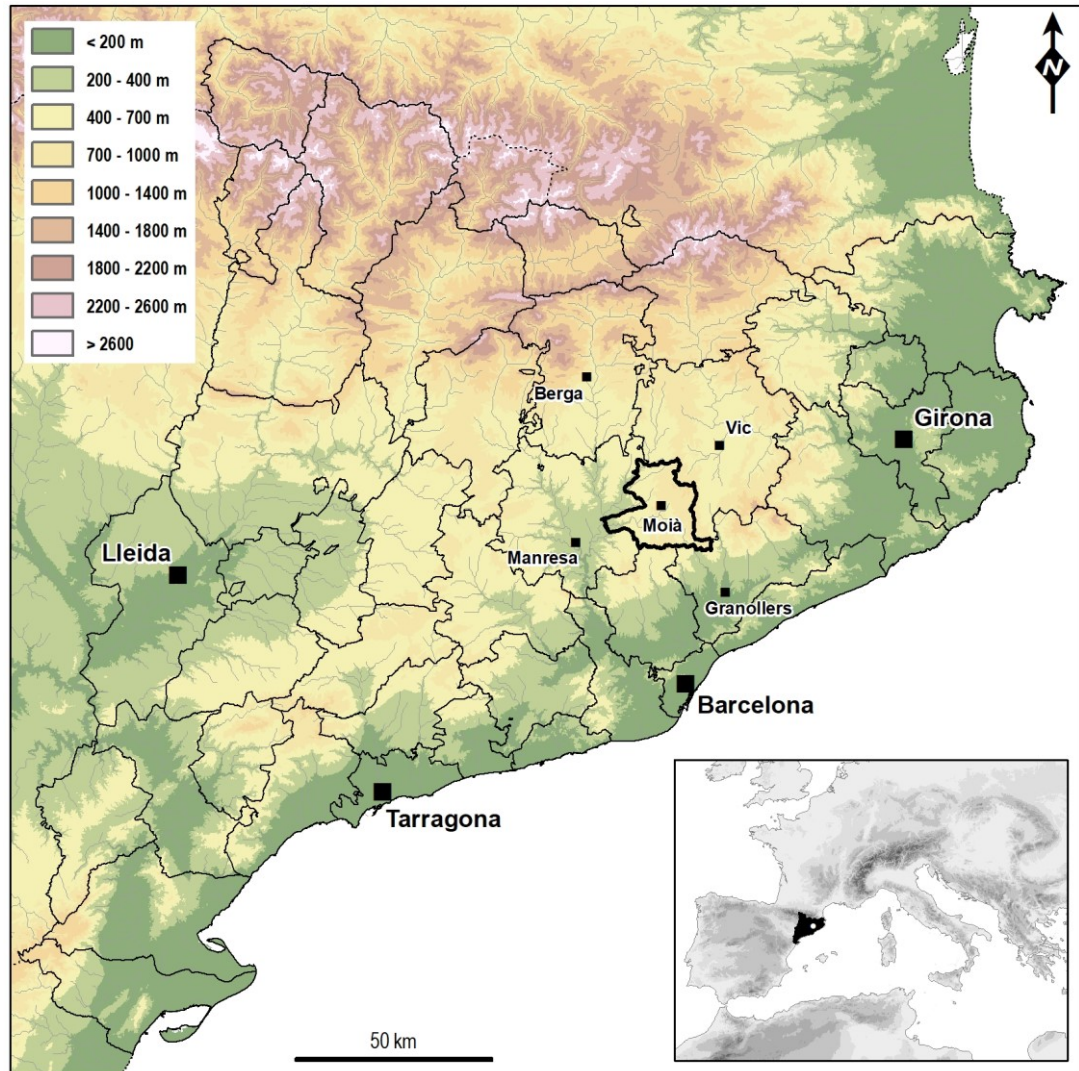 < 200 m
200 - 400 m
400 - 700 m
700 - 1000 m
1000 - 1400 m
1400 - 1800 m
1800 - 2200 m
2200 - 2600 m
> 2600
N
Berga
Vic
Girona
Moià
Manresa
Lleida
Granollers
Barcelona
Tarragona
50 km